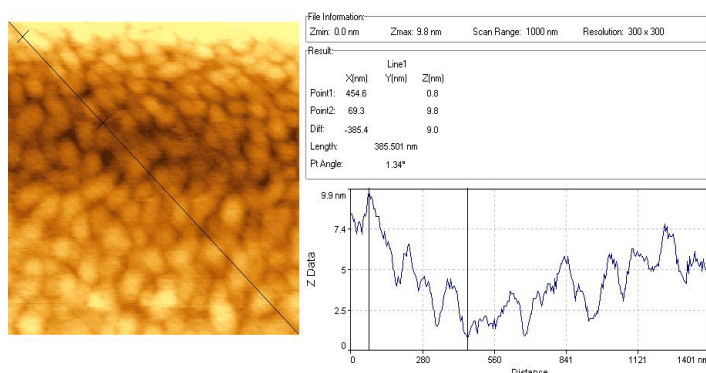 File Information:
Zmin: 0.0 nm Zmax: 9.8 nm Scan Range: 1000 nm Resolution: 300 x 300
Result:
Line1
X(nm) Y(nm) Z(nm)
Point1: 454.6 0.8
Point2: 69.3 9.8
Diff: -385.4 9.0
Length: 385.501 nm
Pt Angle: 1.34°
9.9 nm
7.4
5
2.5
0
Z Data
0 280 560 841 1121 1401 nm
Distance